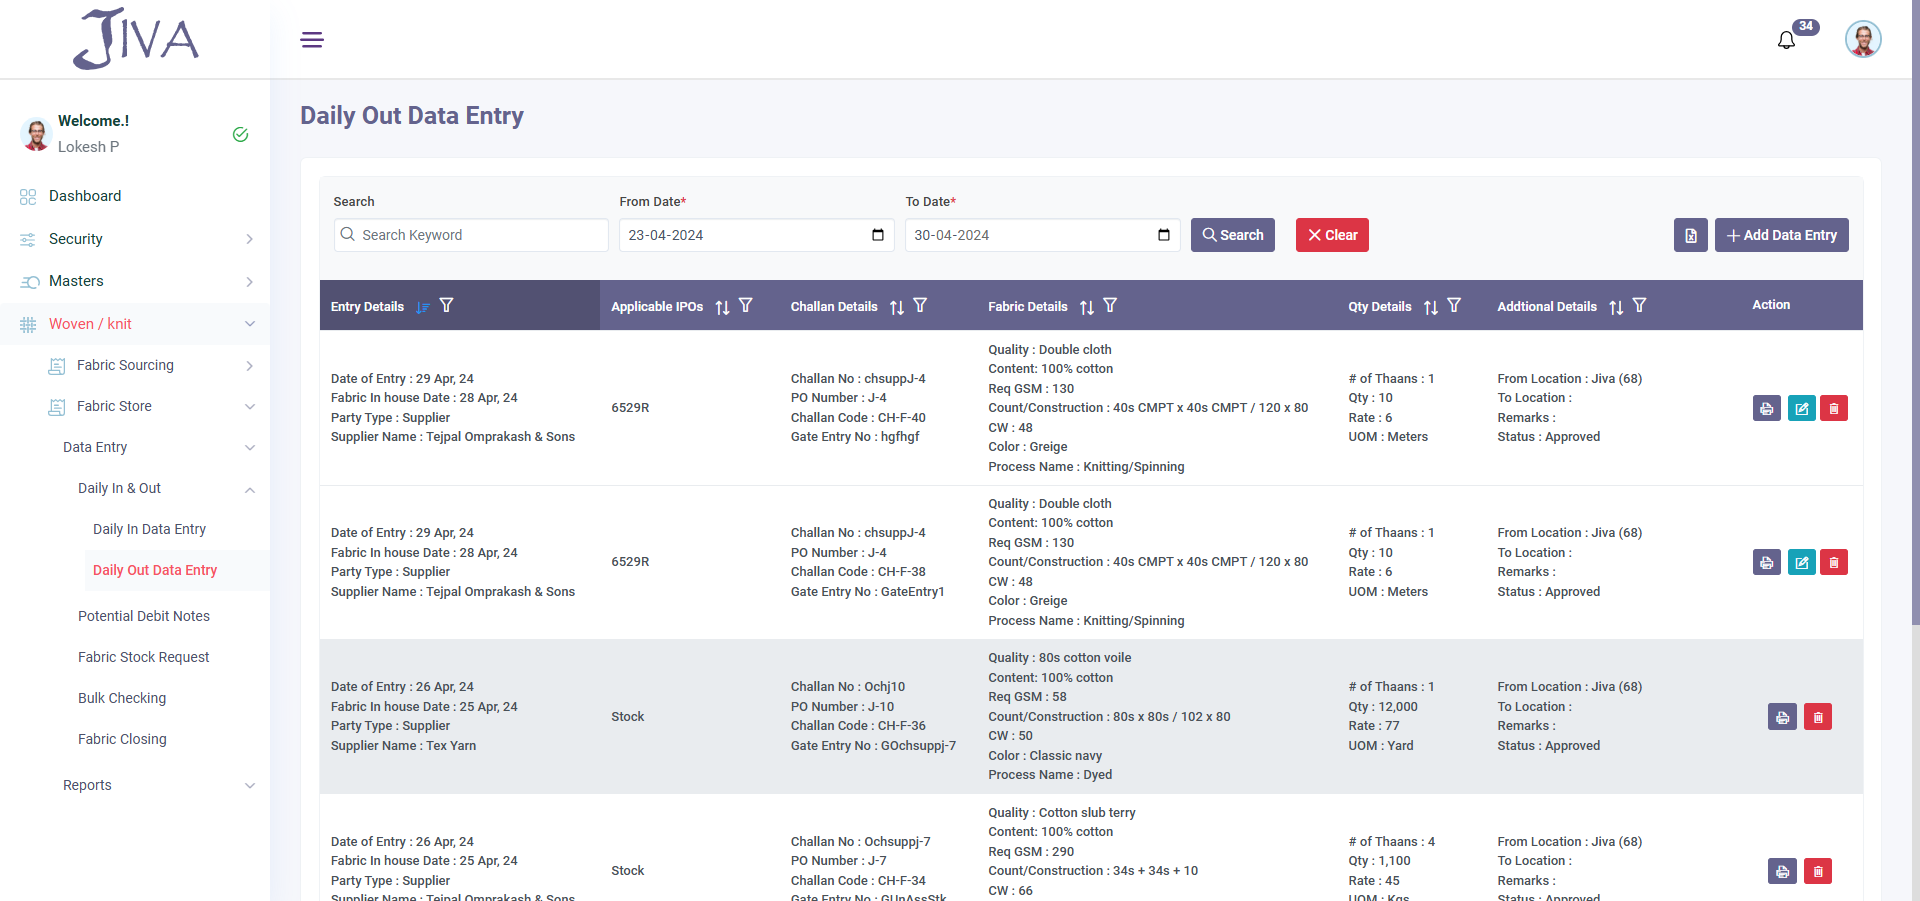 JIVA
34
Welcome.!
Lokesh P
Dashboard
Security
Masters
Woven / knit
Fabric Sourcing
Fabric Store
Data Entry
Daily In & Out
Daily In Data Entry
Daily Out Data Entry
Potential Debit Notes
Fabric Stock Request
Bulk Checking
Fabric Closing
Reports
Daily Out Data Entry
Search
From Date*
To Date*
Search Keyword
23-04-2024
30-04-2024
Search
Clear
Add Data Entry
Entry Details
Applicable IPOs
Challan Details
Fabric Details
Qty Details
Addtional Details
Action
Date of Entry : 29 Apr, 24
Fabric In house Date : 28 Apr, 24
Party Type : Supplier
Supplier Name : Tejpal Omprakash & Sons
6529R
Challan No : chsuppJ-4
PO Number : J-4
Challan Code : CH-F-40
Gate Entry No : hgfhgf
Quality : Double cloth
Content: 100% cotton
Req GSM : 130
Count/Construction : 40s CMPT x 40s CMPT / 120 x 80
CW : 48
Color : Greige
Process Name : Knitting/Spinning
# of Thaans : 1
Qty : 10
Rate : 6
UOM : Meters
From Location : Jiva (68)
To Location :
Remarks :
Status : Approved
Date of Entry : 29 Apr, 24
Fabric In house Date : 28 Apr, 24
Party Type : Supplier
Supplier Name : Tejpal Omprakash & Sons
6529R
Challan No : chsuppJ-4
PO Number : J-4
Challan Code : CH-F-38
Gate Entry No : GateEntry1
Quality : Double cloth
Content: 100% cotton
Req GSM : 130
Count/Construction : 40s CMPT x 40s CMPT / 120 x 80
CW : 48
Color : Greige
Process Name : Knitting/Spinning
# of Thaans : 1
Qty : 10
Rate : 6
UOM : Meters
From Location : Jiva (68)
To Location :
Remarks :
Status : Approved
Date of Entry : 26 Apr, 24
Fabric In house Date : 25 Apr, 24
Party Type : Supplier
Supplier Name : Tex Yarn
Stock
Challan No : Ochj10
PO Number : J-10
Challan Code : CH-F-36
Gate Entry No : GOchsuppj-7
Quality : 80s cotton voile
Content: 100% cotton
Req GSM : 58
Count/Construction : 80s x 80s / 102 x 80
CW : 50
Color : Classic navy
Process Name : Dyed
# of Thaans : 1
Qty : 12,000
Rate : 77
UOM : Yard
From Location : Jiva (68)
To Location :
Remarks :
Status : Approved
Date of Entry : 26 Apr, 24
Fabric In house Date : 25 Apr, 24
Party Type : Supplier
Supplier Name : Tejpal Omprakash & Sons
Stock
Challan No : Ochsuppj-7
PO Number : J-7
Challan Code : CH-F-34
Gate Entry No : GUnAssStk
Quality : Cotton slub terry
Content: 100% cotton
Req GSM : 290
Count/Construction : 34s + 34s + 10
CW : 66
# of Thaans : 4
Qty : 1,100
Rate : 45
UOM : Kgs
From Location : Jiva (68)
To Location :
Remarks :
Status : Approved